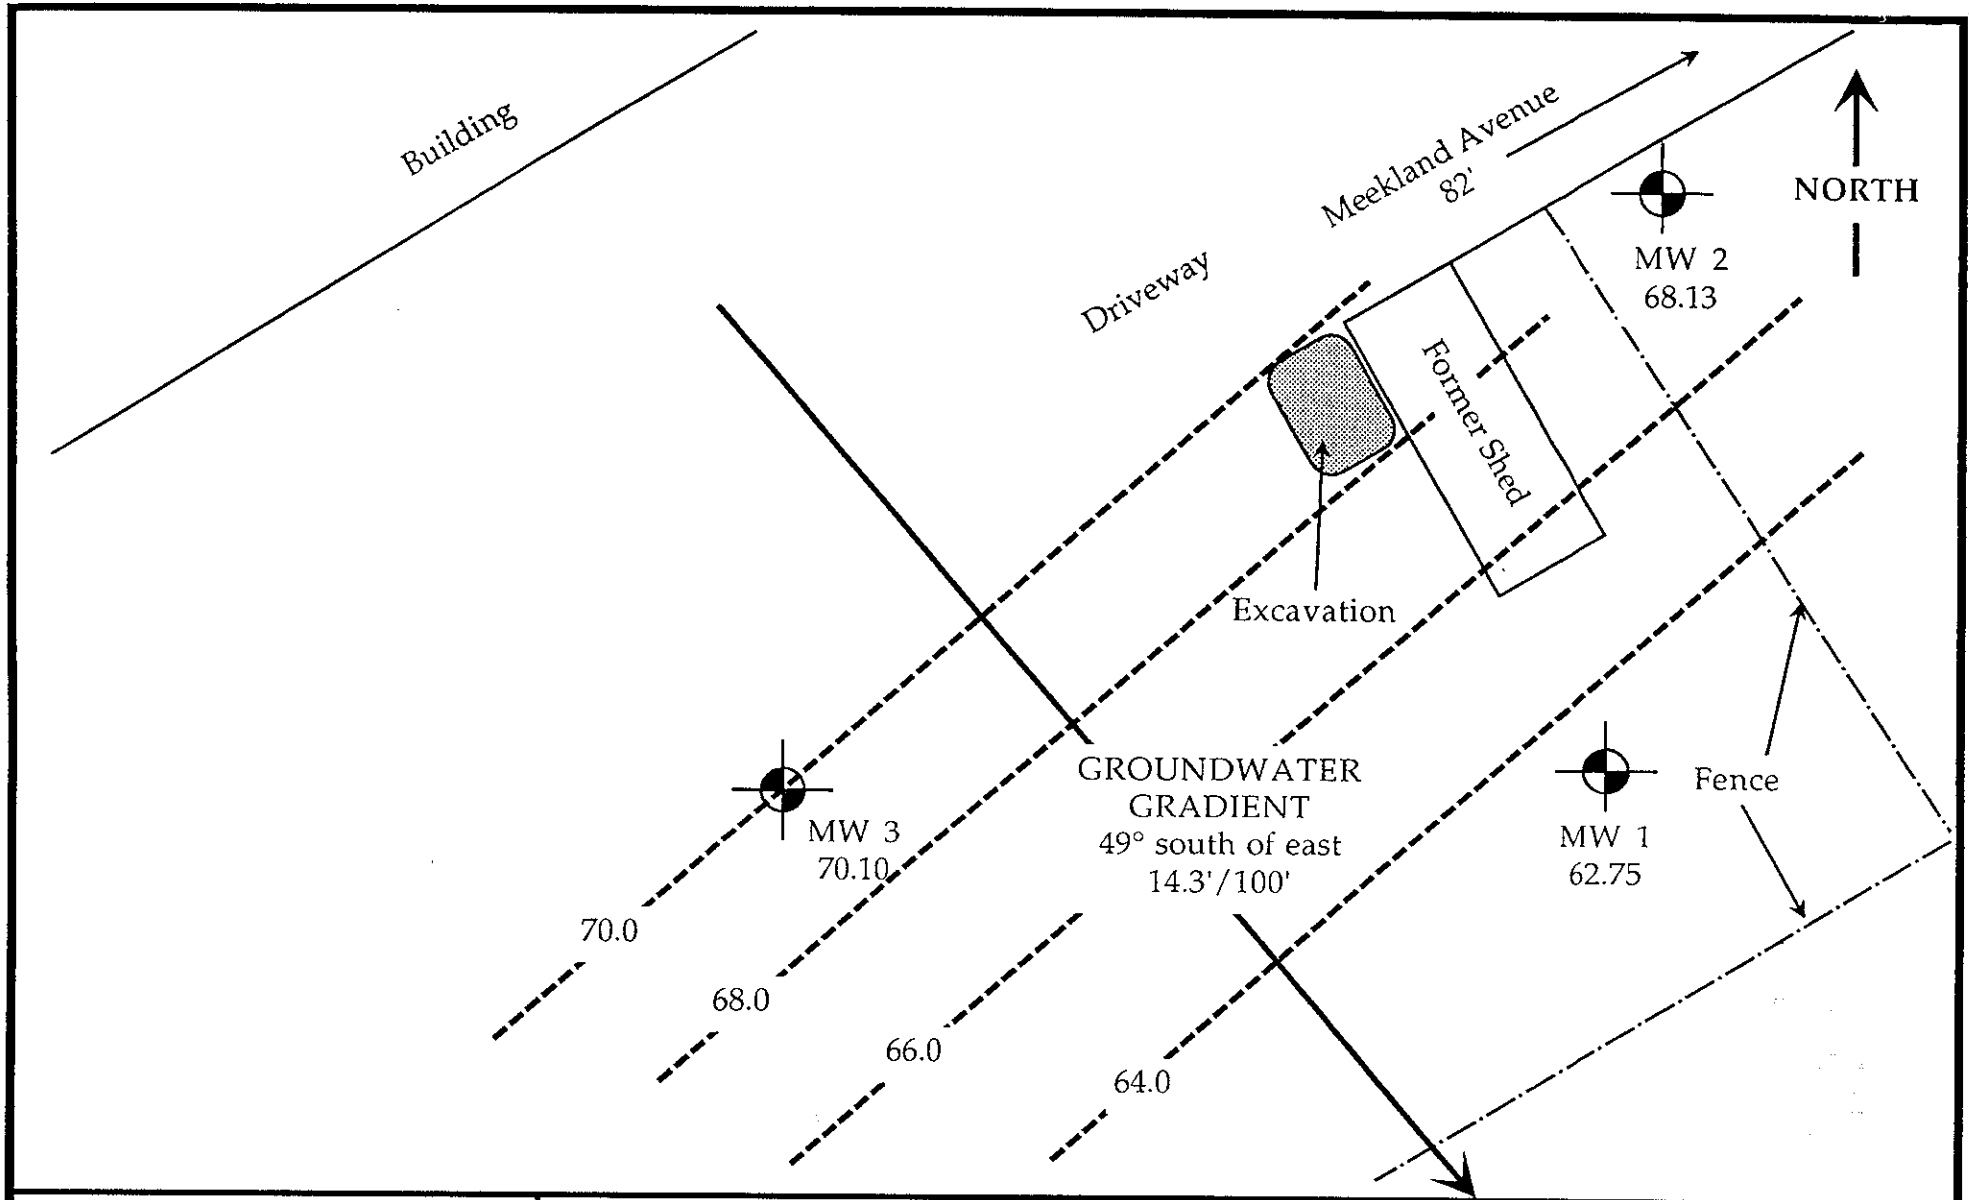 Building
Meekland Avenue
82'
NORTH
MW 2
68.13
Driveway
Former Shed
Excavation
GROUNDWATER
GRADIENT
49° south of east
14.3'/100'
MW 3
70.10
Fence
MW 1
62.75
70.0
68.0
66.0
64.0